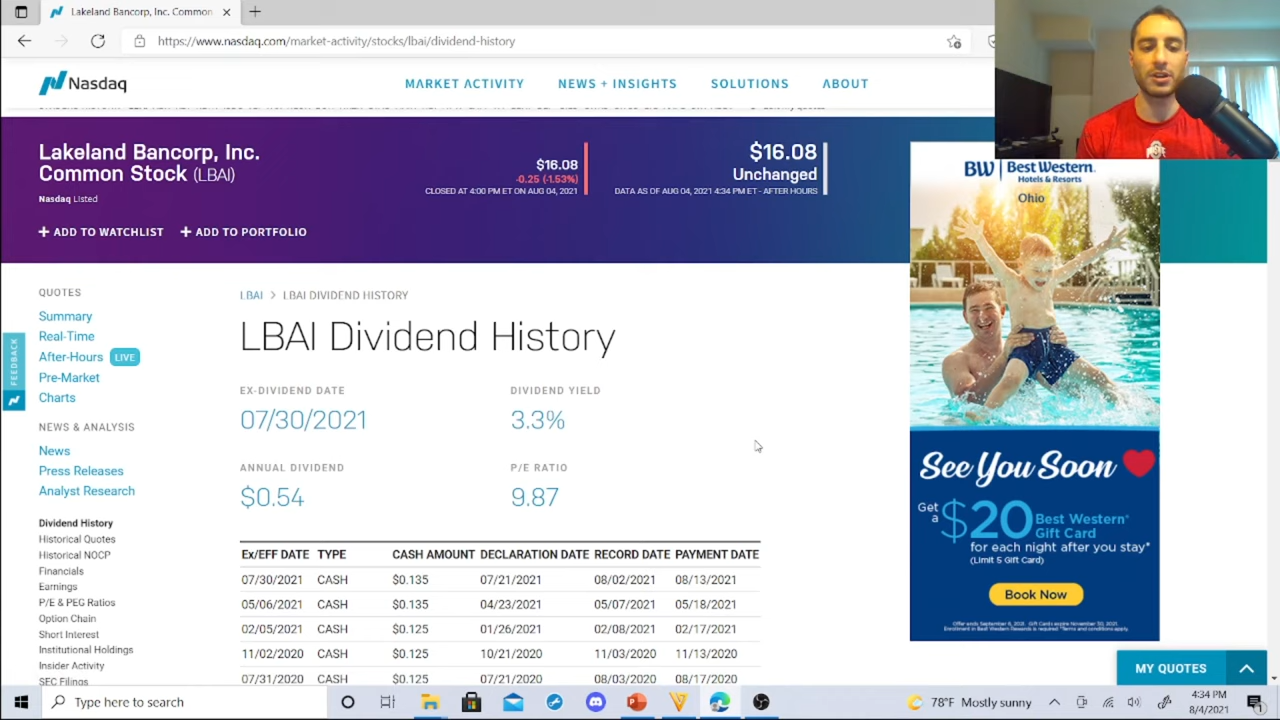 Lakeland Bancorp, Inc. Common
https://www.nasdaq.com/market-activity/stocks/lbai/dividend-history
Nasdaq
MARKET ACTIVITY
NEWS + INSIGHTS
SOLUTIONS
ABOUT
Lakeland Bancorp, Inc.
Common Stock (LBAI)
Nasdaq Listed
+ ADD TO WATCHLIST
+ ADD TO PORTFOLIO
$16.08
-0.25 (-1.53%)
CLOSED AT 4:00 PM ET ON AUG 04, 2021
$16.08
Unchanged
DATA AS OF AUG 04, 2021 4:34 PM ET - AFTER HOURS
FEEDBACK
QUOTES
Summary
Real-Time
After-Hours LIVE
Pre-Market
Charts
NEWS & ANALYSIS
News
Press Releases
Analyst Research
Dividend History
Historical Quotes
Historical NOCP
Financials
Earnings
P/E & PEG Ratios
Option Chain
Short Interest
Institutional Holdings
Insider Activity
SEC Filings
LBAI > LBAI DIVIDEND HISTORY
LBAI Dividend History
EX-DIVIDEND DATE
07/30/2021
DIVIDEND YIELD
3.3%
ANNUAL DIVIDEND
$0.54
P/E RATIO
9.87
EX/EFF DATE TYPE CASH AMOUNT DECLARATION DATE RECORD DATE PAYMENT DATE
07/30/2021 CASH $0.135 07/21/2021 08/02/2021 08/13/2021
05/06/2021 CASH $0.135 04/23/2021 05/07/2021 05/18/2021
02/05/2021 CASH $0.125 01/26/2021 02/08/2021 02/17/2021
11/02/2020 CASH $0.125 10/21/2020 11/03/2020 11/13/2020
07/31/2020 CASH $0.125 07/21/2020 08/03/2020 08/17/2020
BW Best Western
Hotels & Resorts
Ohio
See You Soon
Get a $20 Best Western® Gift Card
for each night after you stay*
(Limit 5 Gift Card)
Book Now
MY QUOTES
Type here to search
78°F Mostly sunny
4:34 PM
8/4/2021